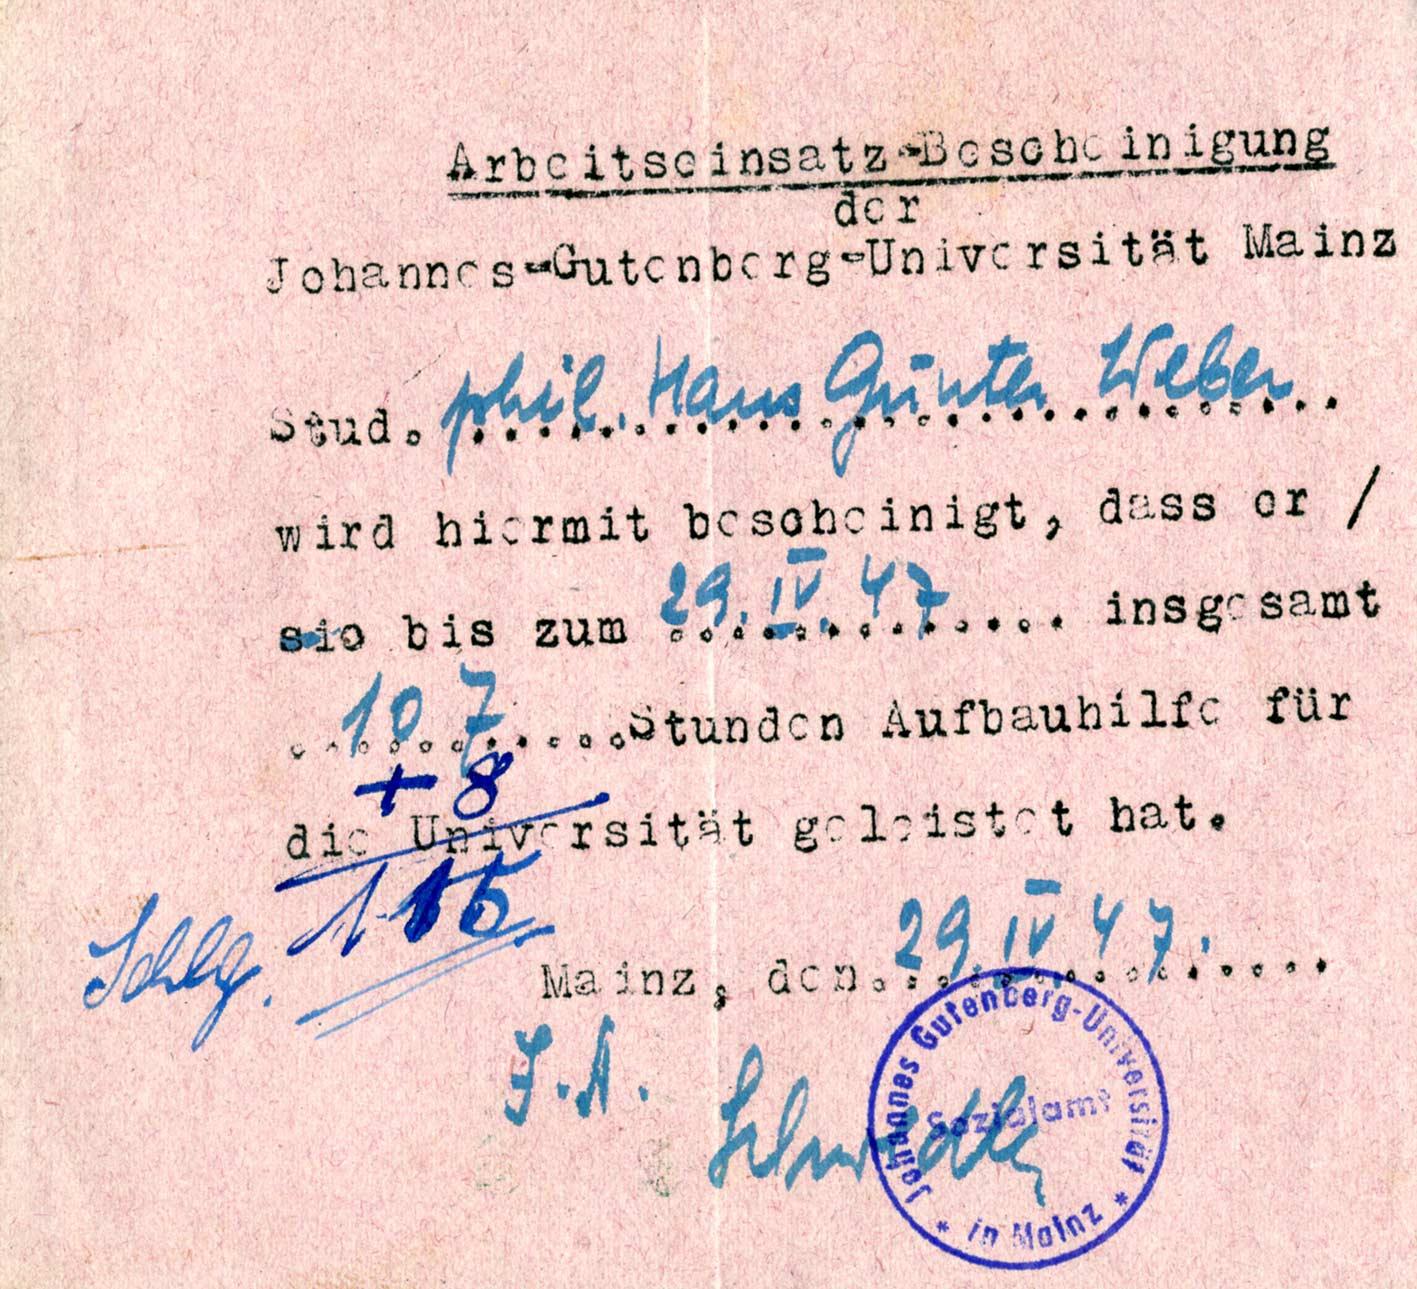 Arbeitseinsatz-Bescheinigung
der
Johannes-Gutenberg-Universität Mainz
Stud. phil. Hans Günter Weber
wird hiermit bescheinigt, dass er /
sie bis zum 29.IV.47 insgesamt
107 Stunden Aufbauhilfe für
+ 8
die Universität geleistet hat.
115
Schlg.
Mainz, den 29.IV.47.
J.A.
Johannes Gutenberg-Universität
Sozialamt
* in Mainz *